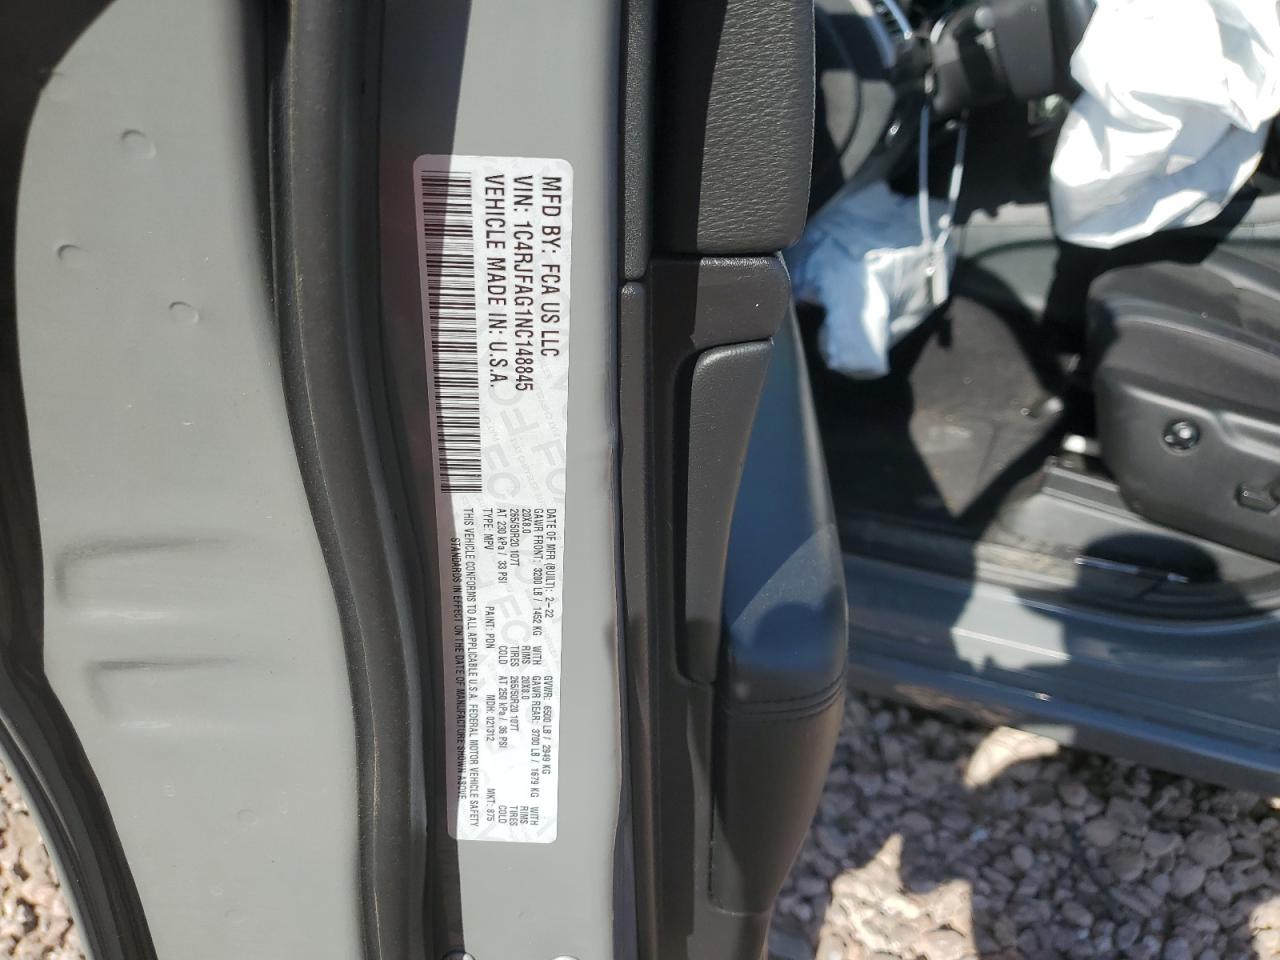 MFD BY: FCA US LLC
VIN: 1C4RJFAG1NC148845
VEHICLE MADE IN: U.S.A.
DATE OF MFR (BUILT): 2-22 GVWR: 6500 LB / 2949 KG
GAWR FRONT: 3200 LB / 1452 KG WITH GAWR REAR: 3700 LB / 1679 KG WITH
20X8.0 RIMS 20X8.0 RIMS
265/50R20 107T TIRES 265/50R20 107T TIRES
AT 230 kPa / 33 PSI COLD AT 250 kPa / 36 PSI COLD
TYPE: MPV PAINT: PDN MDH: 021312 MKT: 875
THIS VEHICLE CONFORMS TO ALL APPLICABLE U.S.A. FEDERAL MOTOR VEHICLE SAFETY
STANDARDS IN EFFECT ON THE DATE OF MANUFACTURE SHOWN ABOVE